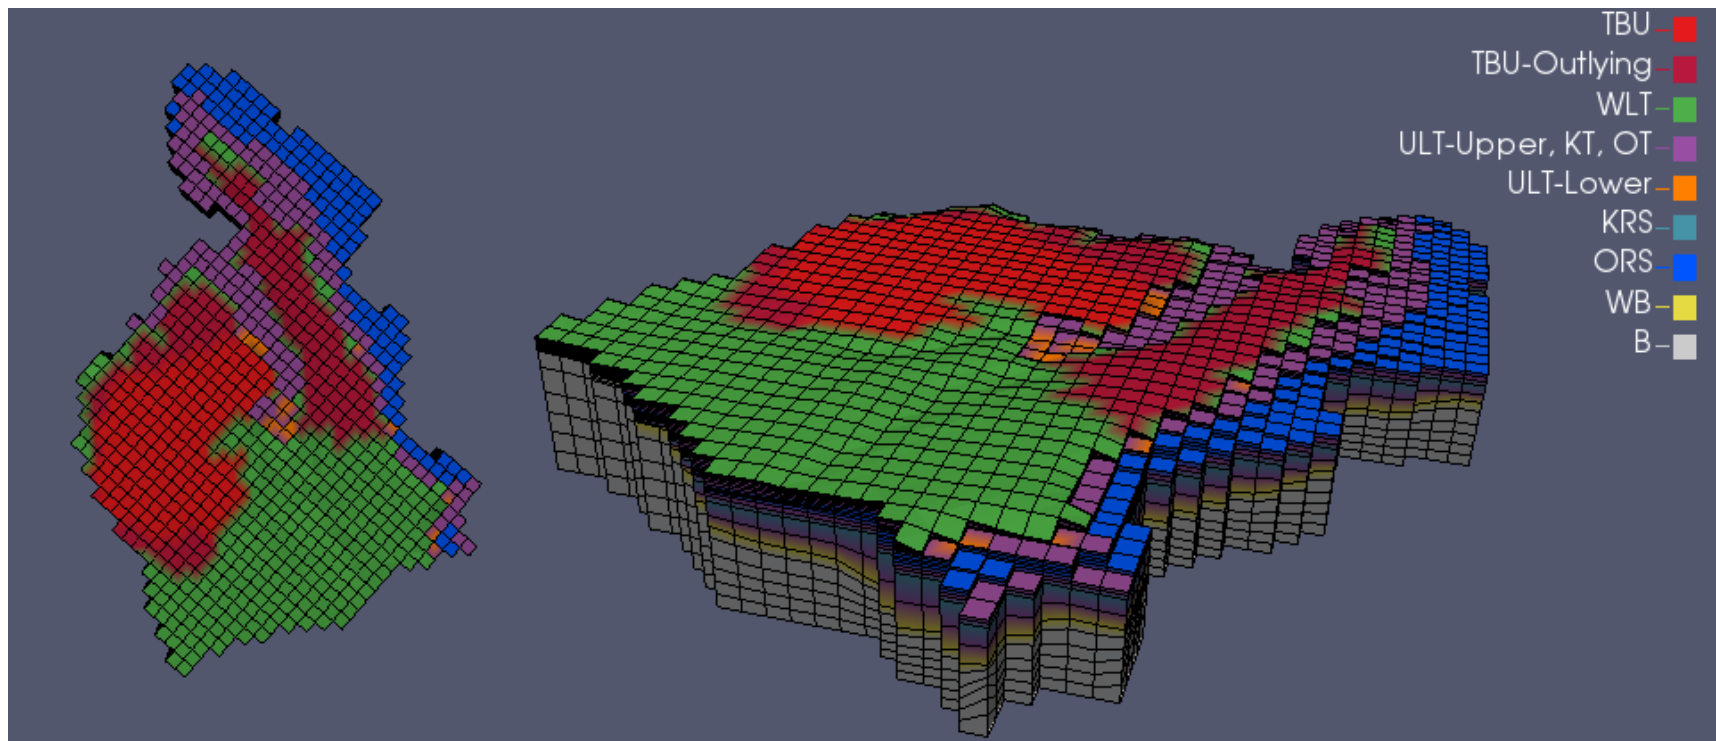 TBU
TBU-Outlying
WLT
ULT-Upper, KT, OT
ULT-Lower
KRS
ORS
WB
B